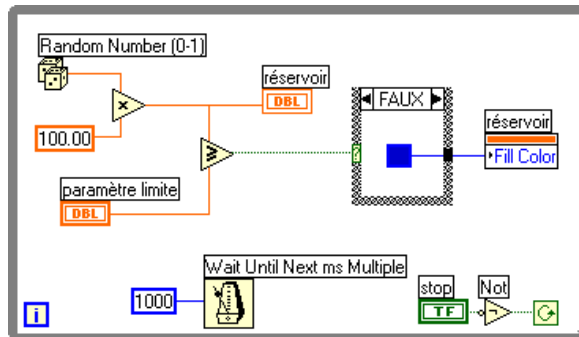 Random Number (0-1)
réservoir
DBL
FAUX
réservoir
Fill Color
100.00
paramètre limite
DBL
Wait Until Next ms Multiple
1000
stop
Not
TF
i